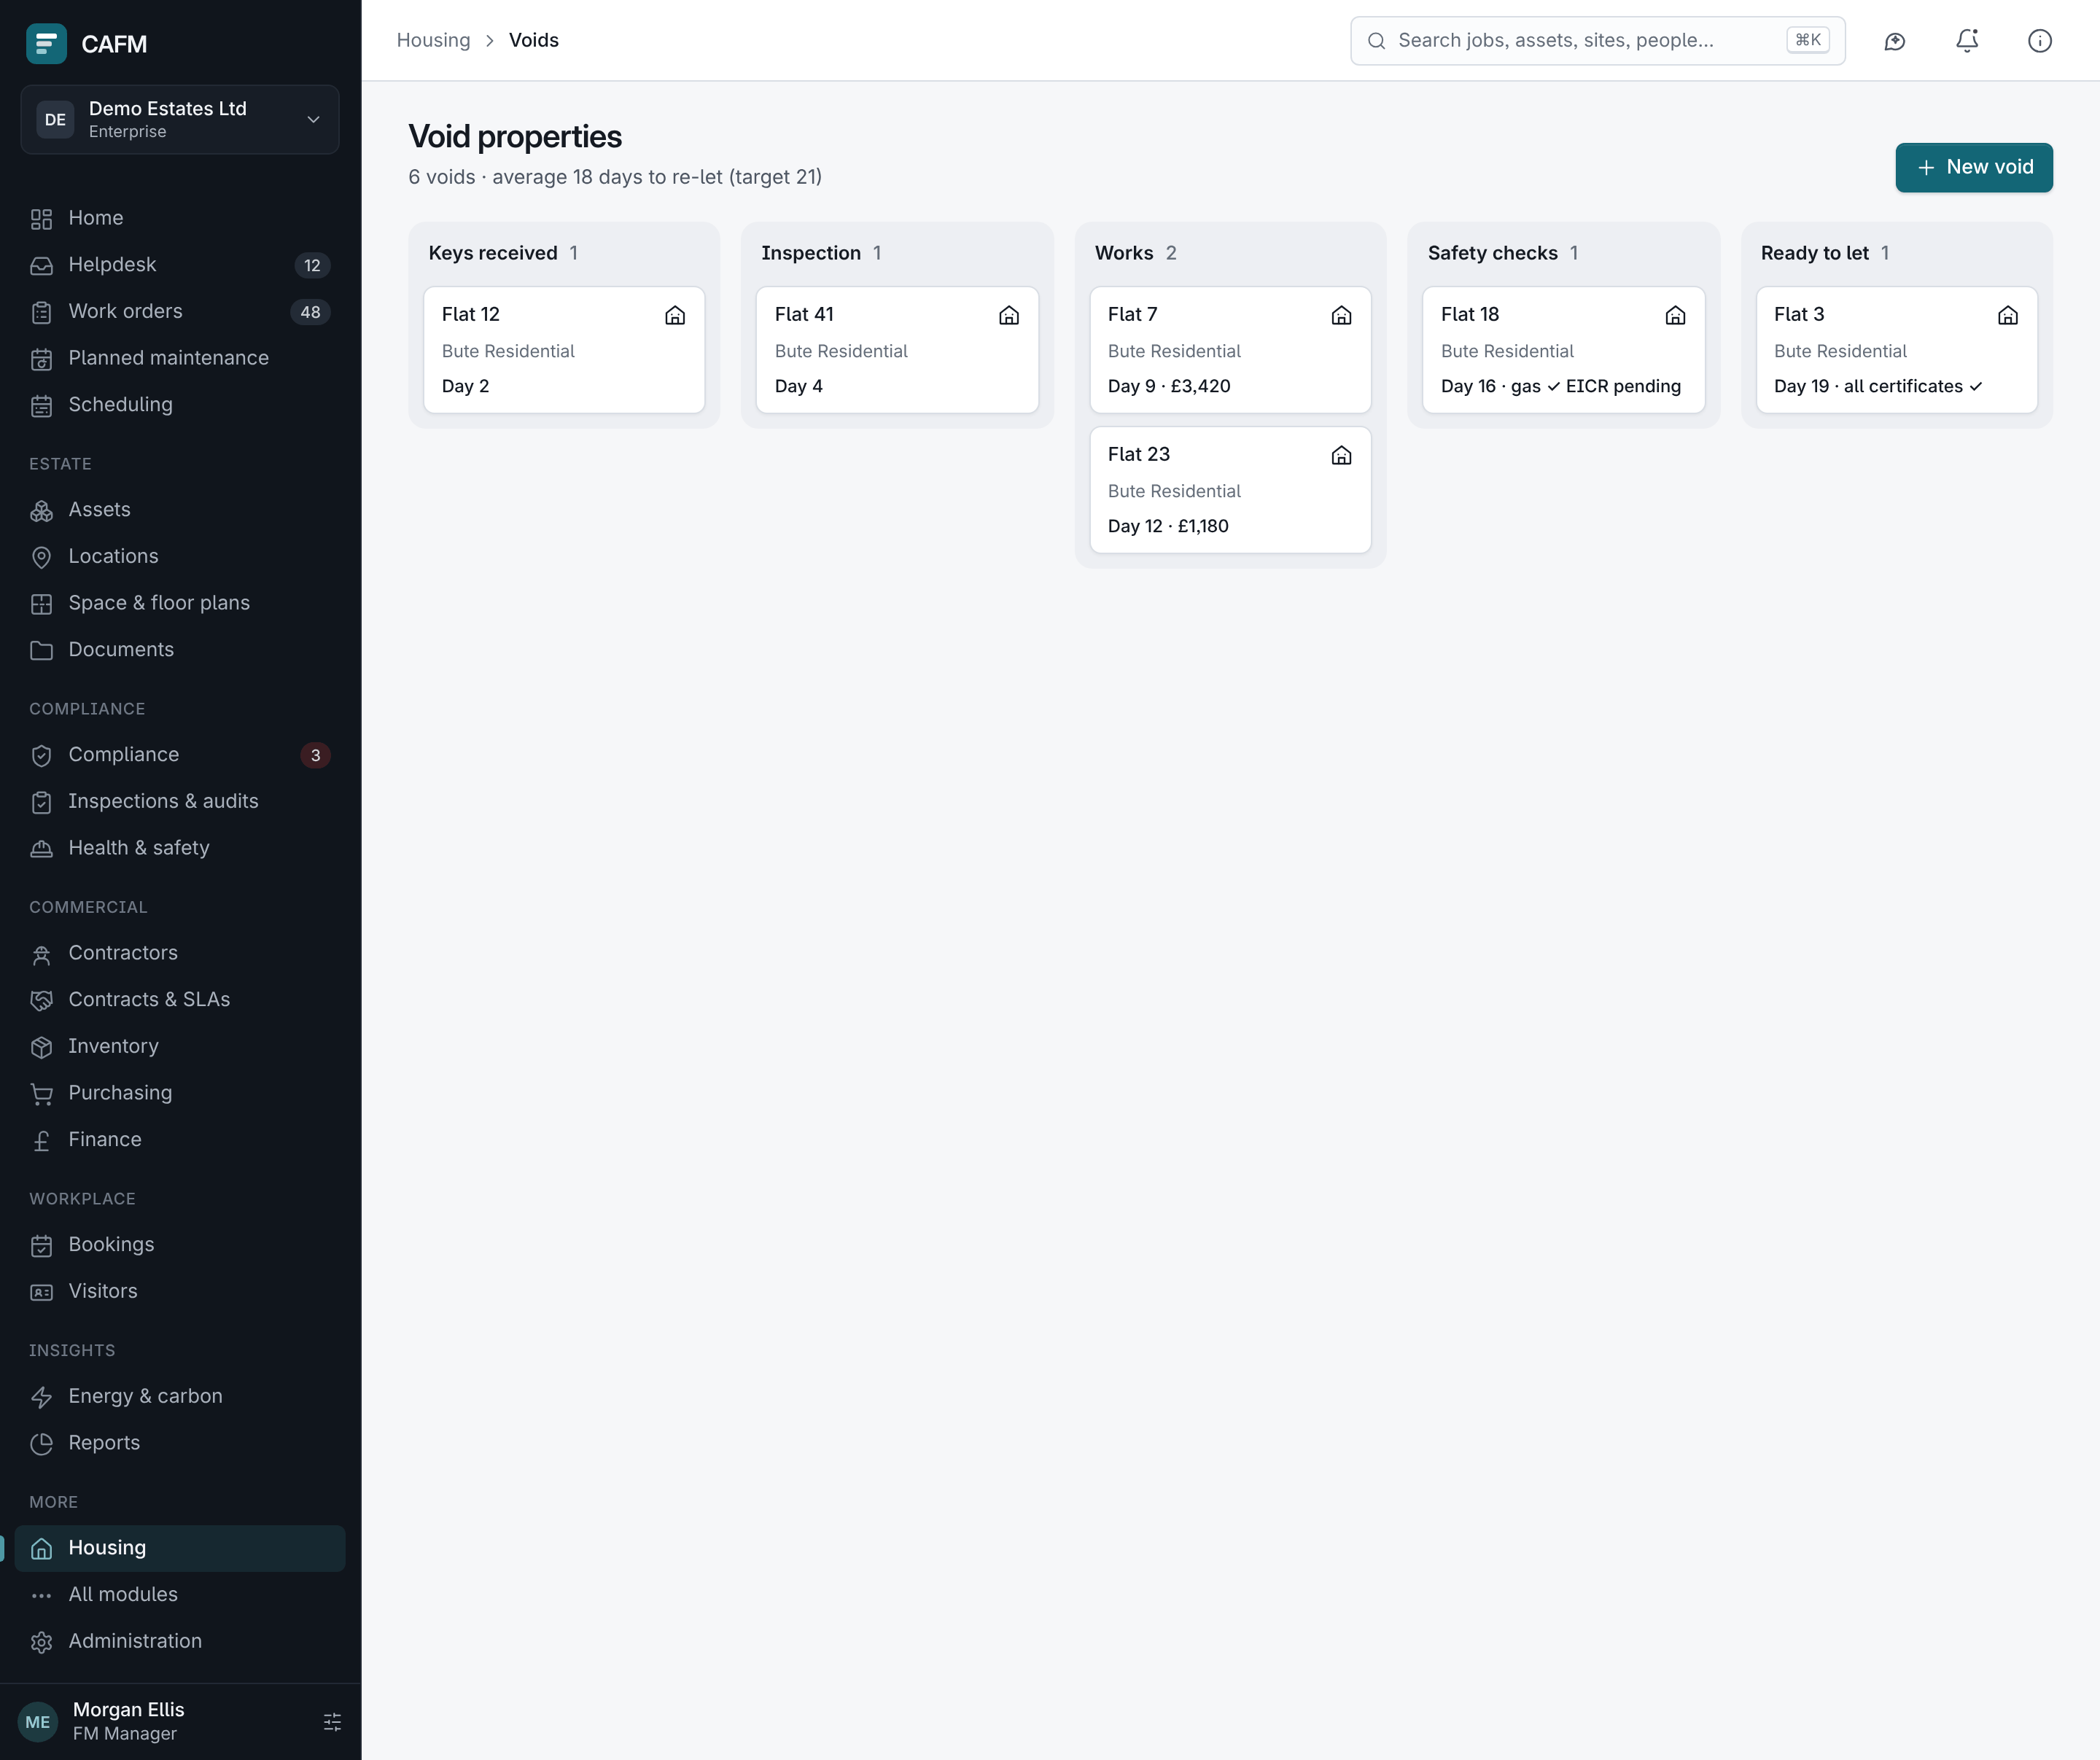 CAFM
DE
Demo Estates Ltd
Enterprise
Home
Helpdesk 12
Work orders 48
Planned maintenance
Scheduling
ESTATE
Assets
Locations
Space & floor plans
Documents
COMPLIANCE
Compliance 3
Inspections & audits
Health & safety
COMMERCIAL
Contractors
Contracts & SLAs
Inventory
Purchasing
Finance
WORKPLACE
Bookings
Visitors
INSIGHTS
Energy & carbon
Reports
MORE
Housing
All modules
Administration
ME
Morgan Ellis
FM Manager
Housing > Voids
Search jobs, assets, sites, people... ⌘K
Void properties
6 voids · average 18 days to re-let (target 21)
+ New void
Keys received 1
Flat 12
Bute Residential
Day 2
Inspection 1
Flat 41
Bute Residential
Day 4
Works 2
Flat 7
Bute Residential
Day 9 · £3,420
Flat 23
Bute Residential
Day 12 · £1,180
Safety checks 1
Flat 18
Bute Residential
Day 16 · gas ✓ EICR pending
Ready to let 1
Flat 3
Bute Residential
Day 19 · all certificates ✓